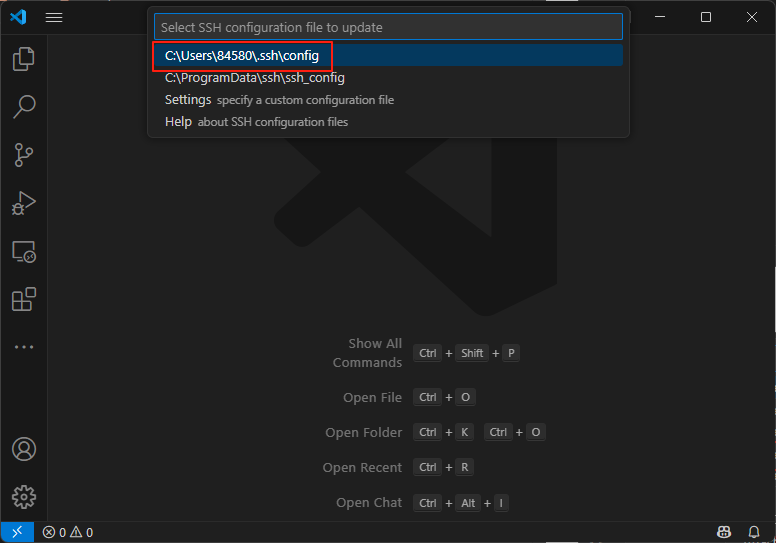 Select SSH configuration file to update
C:\Users\84580\.ssh\config
C:\ProgramData\ssh\ssh_config
Settings specify a custom configuration file
Help about SSH configuration files
Show All
Commands
Ctrl + Shift + P
Open File Ctrl + O
Open Folder Ctrl + K Ctrl + O
Open Recent Ctrl + R
Open Chat Ctrl + Alt + I
0 0